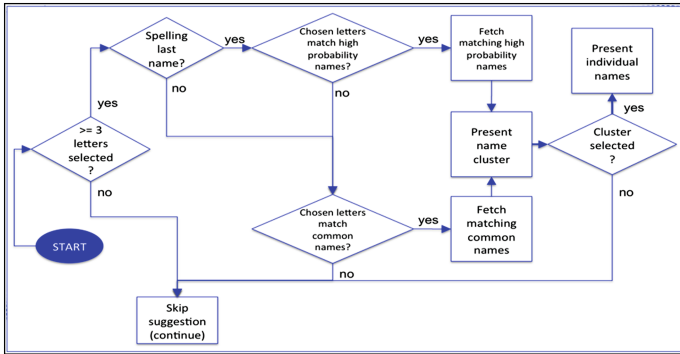 Spelling
last
name?
yes
Chosen letters
match high
probability
names?
yes
Fetch
matching high
probability
names
Present
individual
names
no
no
yes
yes
>= 3
letters
selected
?
Present
name
cluster
Cluster
selected
?
no
no
START
Chosen letters
match
common
names?
yes
Fetch
matching
common
names
no
Skip
suggestion
(continue)